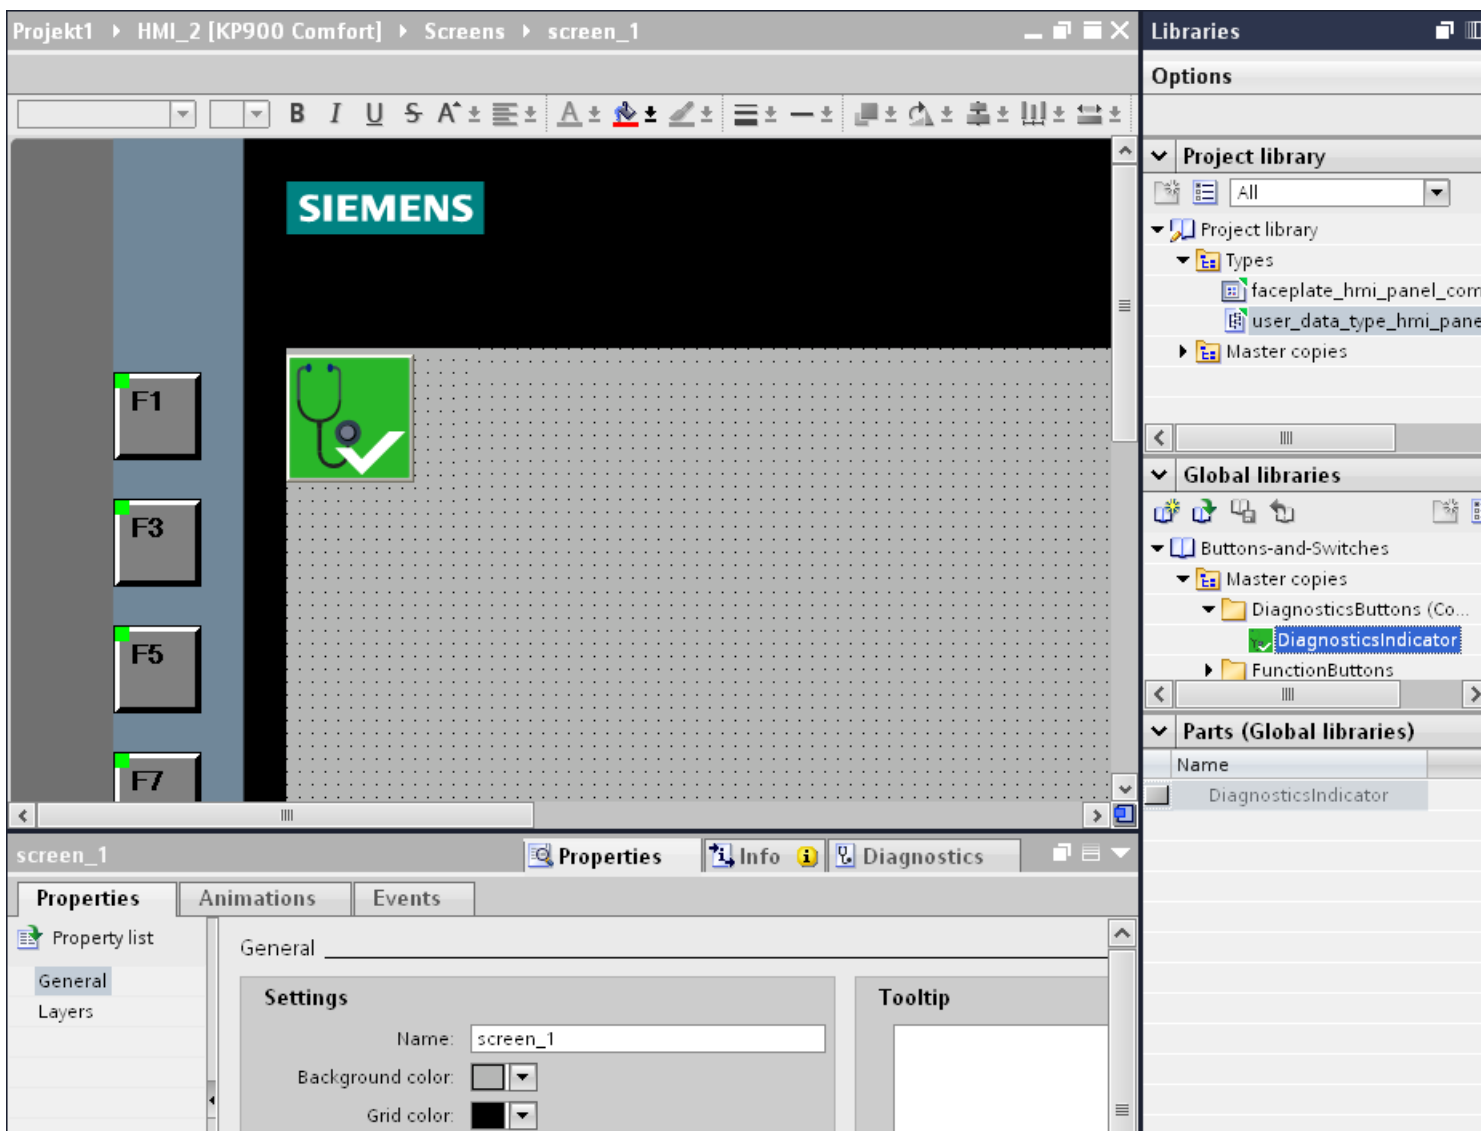 Projekt1 ▸ HMI_2 [KP900 Comfort] ▸ Screens ▸ screen_1
B I U S A A
SIEMENS
F1
F3
F5
F7
screen_1
Properties
Info
Diagnostics
Properties
Animations
Events
Property list
General
Layers
General
Settings
Name: screen_1
Background color:
Grid color:
Tooltip
Libraries
Options
Project library
All
Project library
Types
faceplate_hmi_panel_com
user_data_type_hmi_pane
Master copies
Global libraries
Buttons-and-Switches
Master copies
DiagnosticsButtons (Co...
DiagnosticsIndicator
FunctionButtons
Parts (Global libraries)
Name
DiagnosticsIndicator